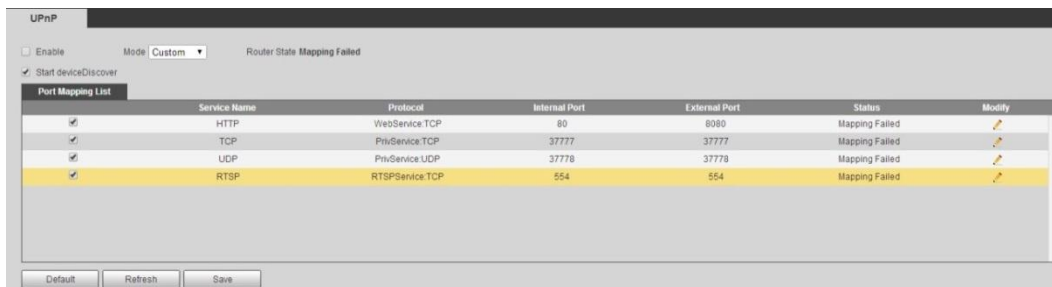 UPnP
Enable Mode Custom Router State Mapping Failed
Start deviceDiscover
Port Mapping List
Service Name Protocol Internal Port External Port Status Modify
HTTP WebService:TCP 80 8080 Mapping Failed
TCP PrivService:TCP 37777 37777 Mapping Failed
UDP PrivService:UDP 37778 37778 Mapping Failed
RTSP RTSPService:TCP 554 554 Mapping Failed
Default Refresh Save